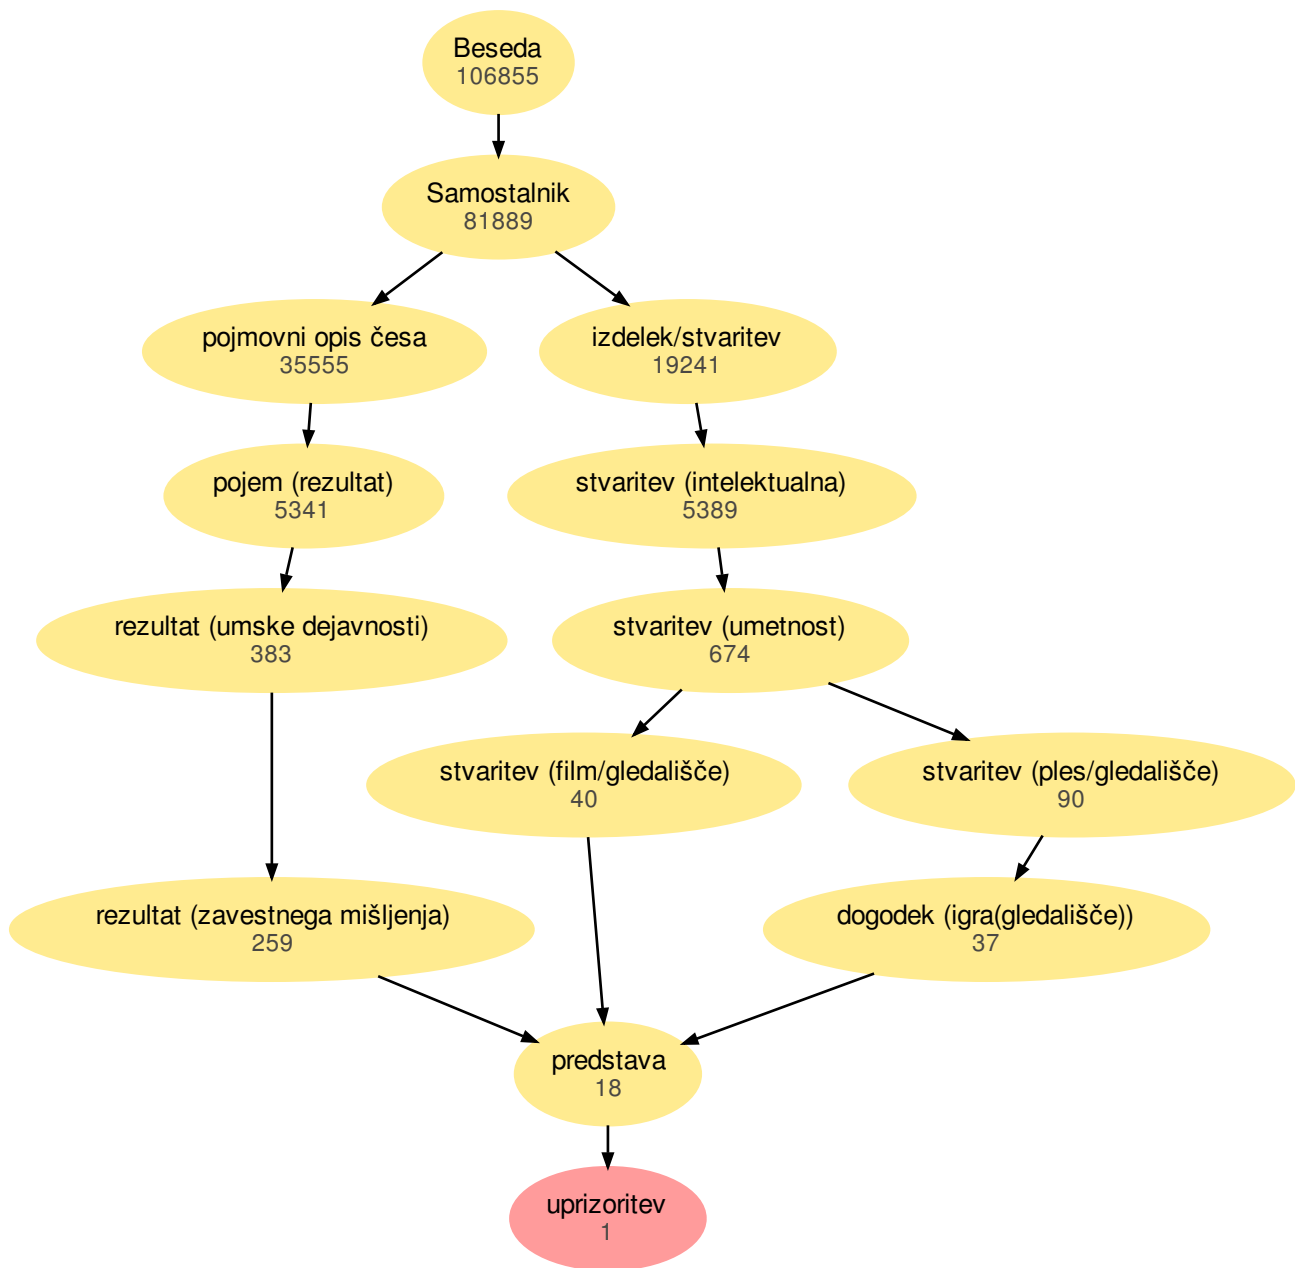 Beseda
106855
Samostalnik
81889
pojmovni opis česa
35555
izdelek/stvaritev
19241
pojem (rezultat)
5341
stvaritev (intelektualna)
5389
rezultat (umske dejavnosti)
383
stvaritev (umetnost)
674
stvaritev (film/gledališče)
40
stvaritev (ples/gledališče)
90
rezultat (zavestnega mišljenja)
259
dogodek (igra(gledališče))
37
predstava
18
uprizoritev
1